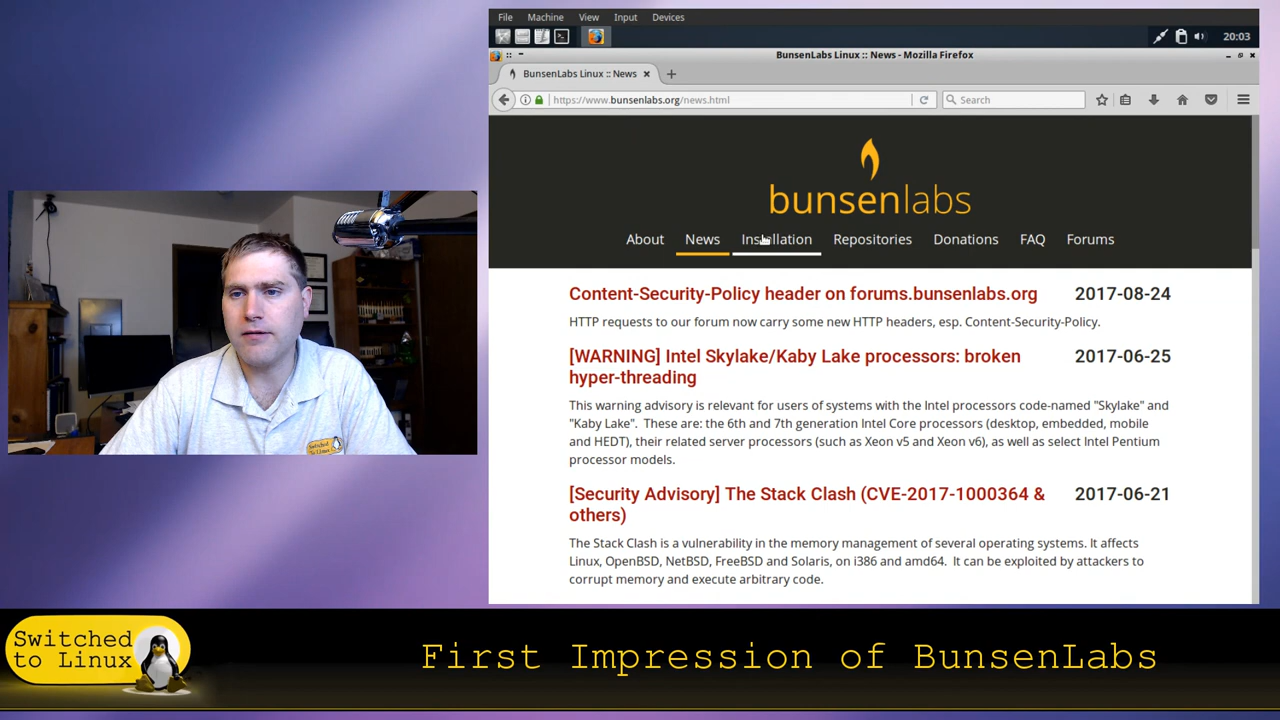 File Machine View Input Devices
20:03
BunsenLabs Linux :: News - Mozilla Firefox
BunsenLabs Linux :: News
https://www.bunsenlabs.org/news.html
Search
bunsenlabs
About News Installation Repositories Donations FAQ Forums
Content-Security-Policy header on forums.bunsenlabs.org 2017-08-24
HTTP requests to our forum now carry some new HTTP headers, esp. Content-Security-Policy.
[WARNING] Intel Skylake/Kaby Lake processors: broken 2017-06-25
hyper-threading
This warning advisory is relevant for users of systems with the Intel processors code-named "Skylake" and
"Kaby Lake". These are: the 6th and 7th generation Intel Core processors (desktop, embedded, mobile
and HEDT), their related server processors (such as Xeon v5 and Xeon v6), as well as select Intel Pentium
processor models.
[Security Advisory] The Stack Clash (CVE-2017-1000364 & 2017-06-21
others)
The Stack Clash is a vulnerability in the memory management of several operating systems. It affects
Linux, OpenBSD, NetBSD, FreeBSD and Solaris, on i386 and amd64. It can be exploited by attackers to
corrupt memory and execute arbitrary code.
Switched
To Linux
Switched
to Linux
First Impression of BunsenLabs